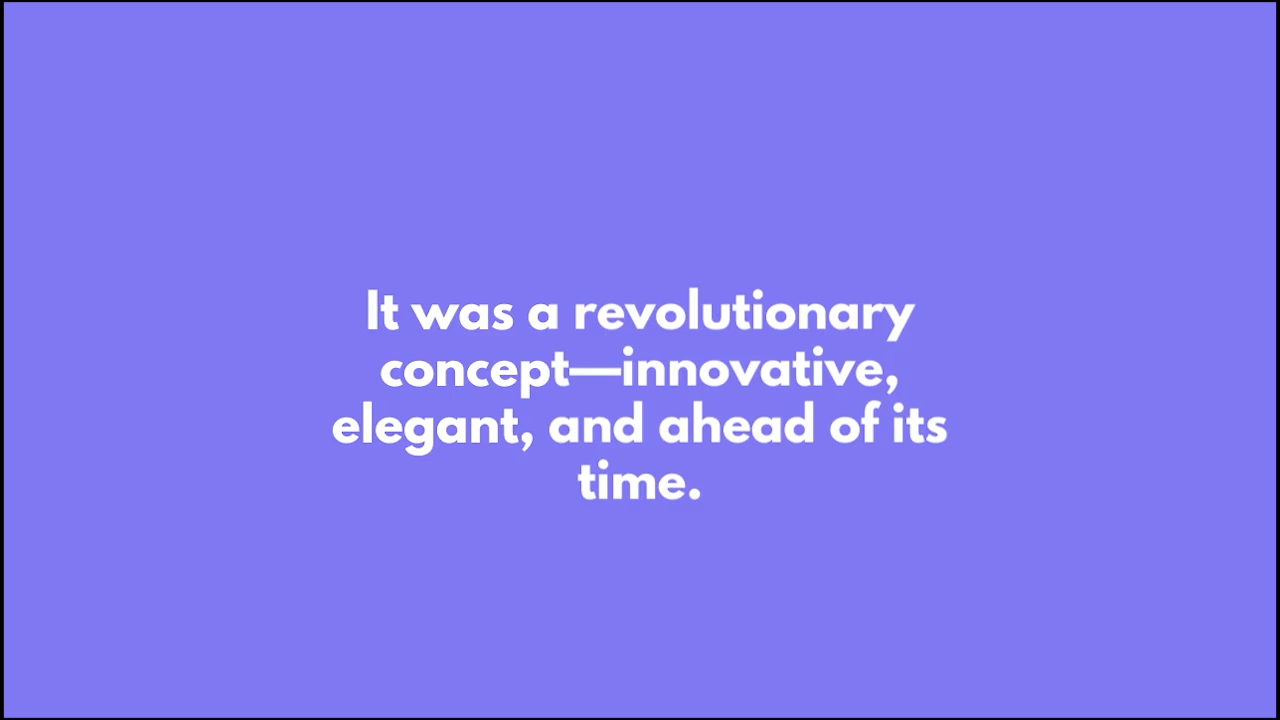 It was a revolutionary
concept—innovative,
elegant, and ahead of its
time.